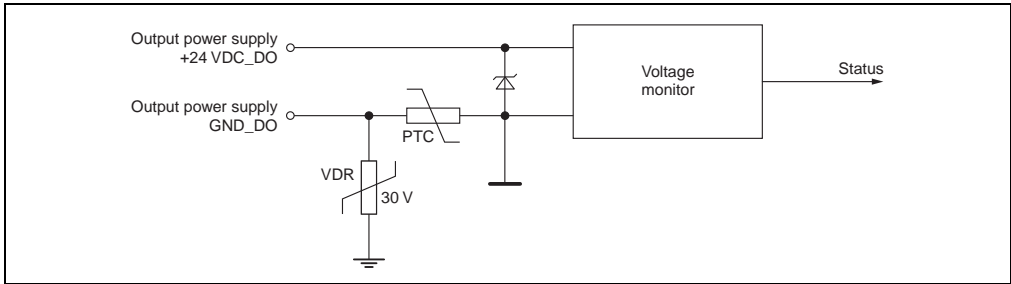 Output power supply
+24 VDC_DO
Voltage
monitor
Status
Output power supply
GND_DO
PTC
VDR
30 V